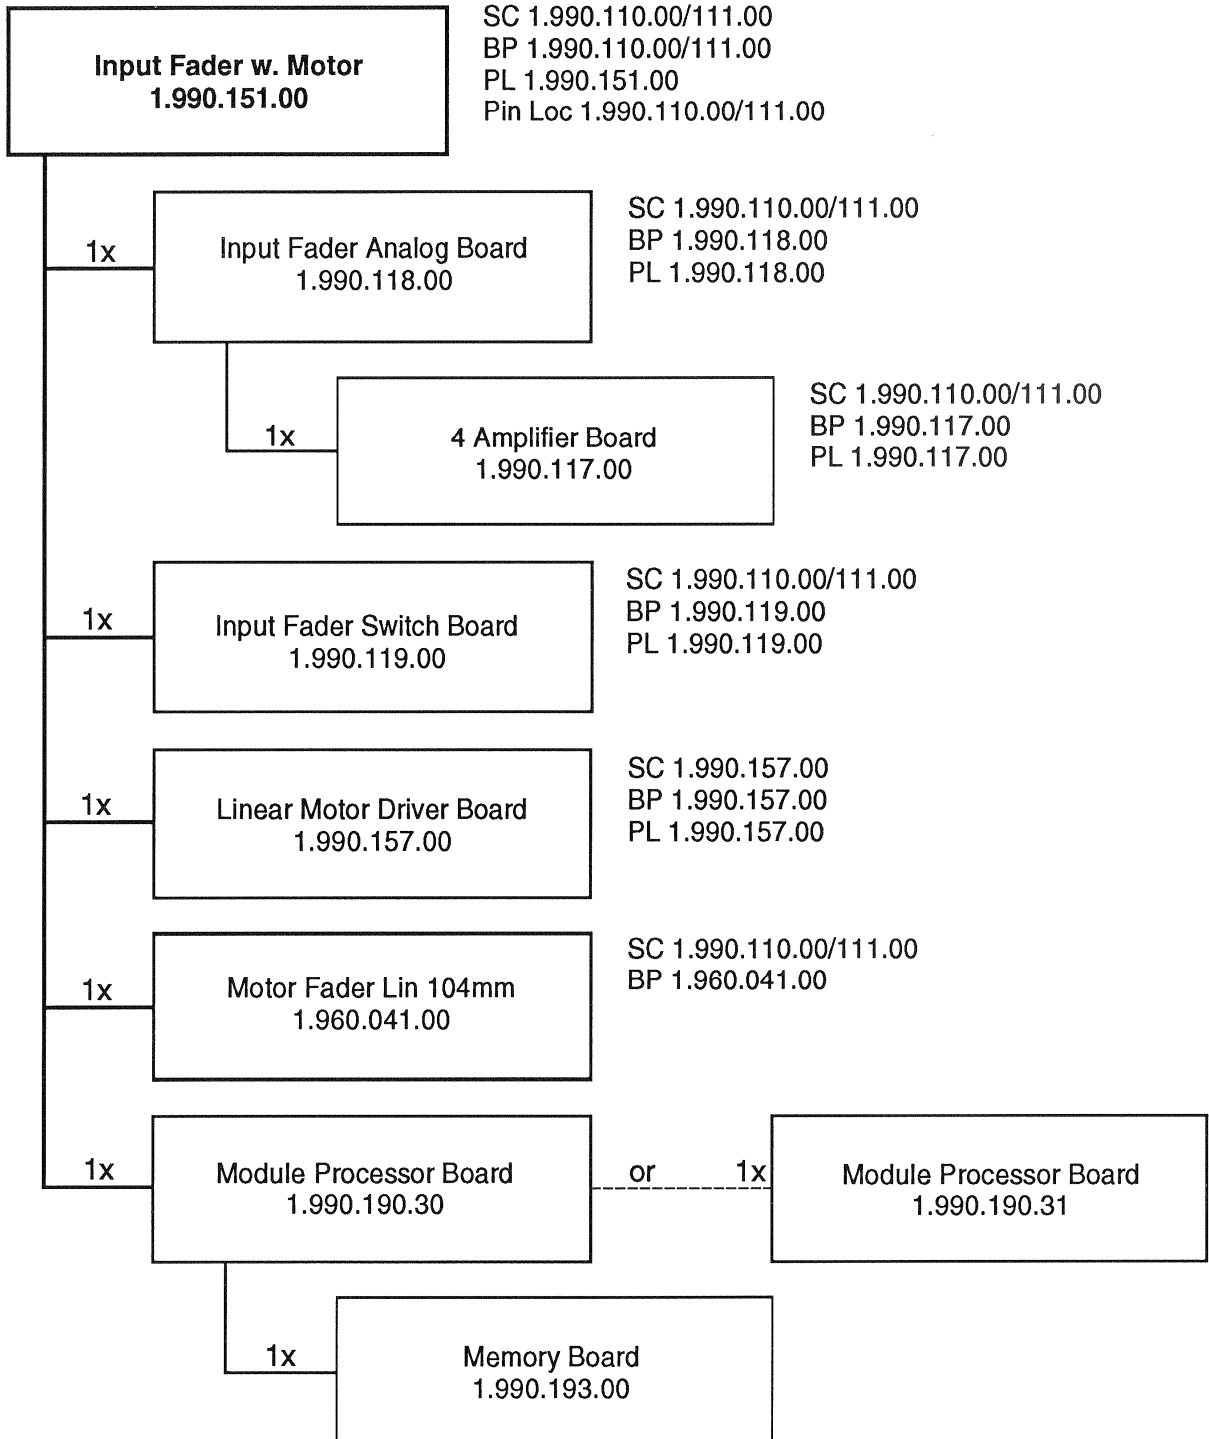 Input Fader w. Motor
1.990.151.00
SC 1.990.110.00/111.00
BP 1.990.110.00/111.00
PL 1.990.151.00
Pin Loc 1.990.110.00/111.00
1x
Input Fader Analog Board
1.990.118.00
SC 1.990.110.00/111.00
BP 1.990.118.00
PL 1.990.118.00
1x
4 Amplifier Board
1.990.117.00
SC 1.990.110.00/111.00
BP 1.990.117.00
PL 1.990.117.00
1x
Input Fader Switch Board
1.990.119.00
SC 1.990.110.00/111.00
BP 1.990.119.00
PL 1.990.119.00
1x
Linear Motor Driver Board
1.990.157.00
SC 1.990.157.00
BP 1.990.157.00
PL 1.990.157.00
1x
Motor Fader Lin 104mm
1.960.041.00
SC 1.990.110.00/111.00
BP 1.960.041.00
1x
Module Processor Board
1.990.190.30
or
1x
Module Processor Board
1.990.190.31
1x
Memory Board
1.990.193.00